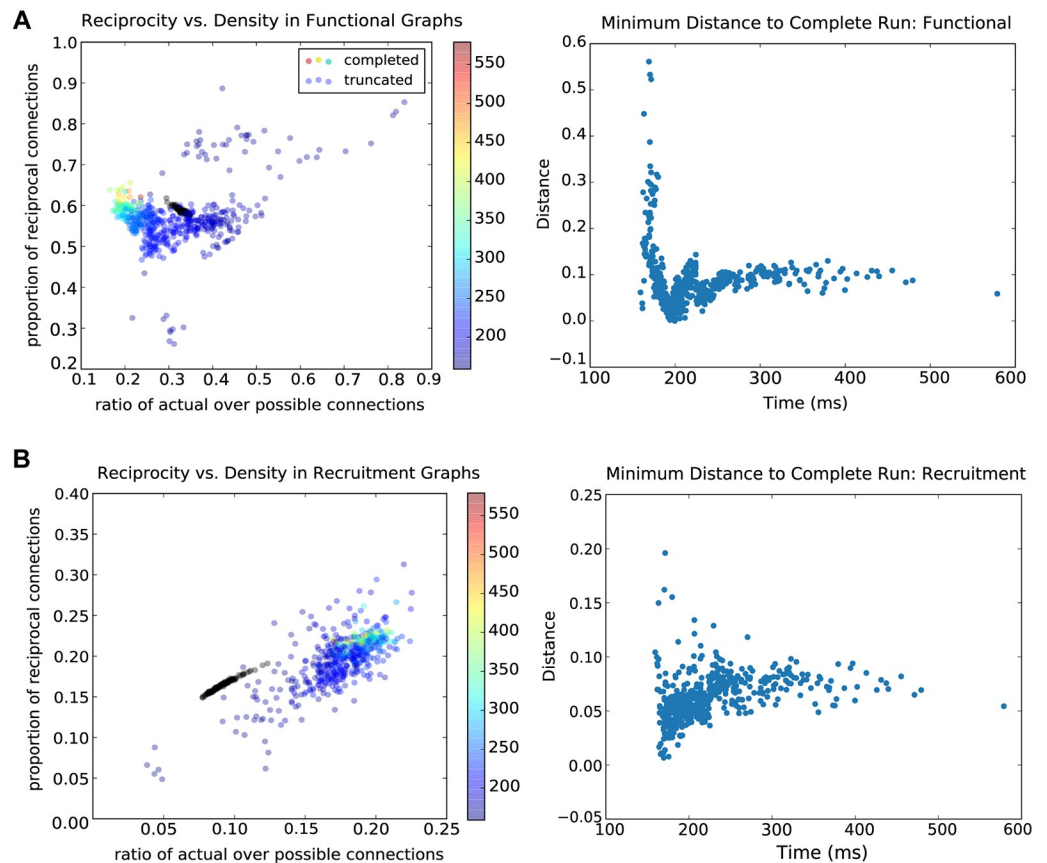 A
Reciprocity vs. Density in Functional Graphs
1.0
0.9
0.8
0.7
0.6
0.5
0.4
0.3
0.2
proportion of reciprocal connections
completed
truncated
0.1 0.2 0.3 0.4 0.5 0.6 0.7 0.8 0.9
ratio of actual over possible connections
550
500
450
400
350
300
250
200
Minimum Distance to Complete Run: Functional
0.6
0.5
0.4
0.3
0.2
0.1
0.0
−0.1
Distance
100 200 300 400 500 600
Time (ms)
B
Reciprocity vs. Density in Recruitment Graphs
0.40
0.35
0.30
0.25
0.20
0.15
0.10
0.05
0.00
proportion of reciprocal connections
0.05 0.10 0.15 0.20 0.25
ratio of actual over possible connections
550
500
450
400
350
300
250
200
Minimum Distance to Complete Run: Recruitment
0.25
0.20
0.15
0.10
0.05
0.00
−0.05
Distance
100 200 300 400 500 600
Time (ms)